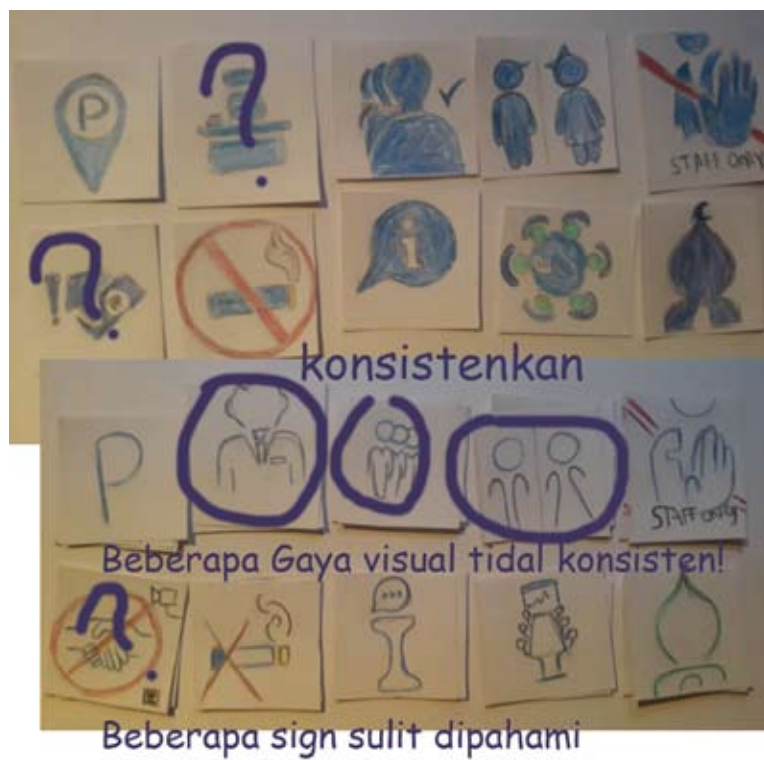 P
?
STAFF ONLY
?
i
konsistenkan
P
STAFF ONLY
Beberapa Gaya visual tidal konsisten!
?
Beberapa sign sulit dipahami